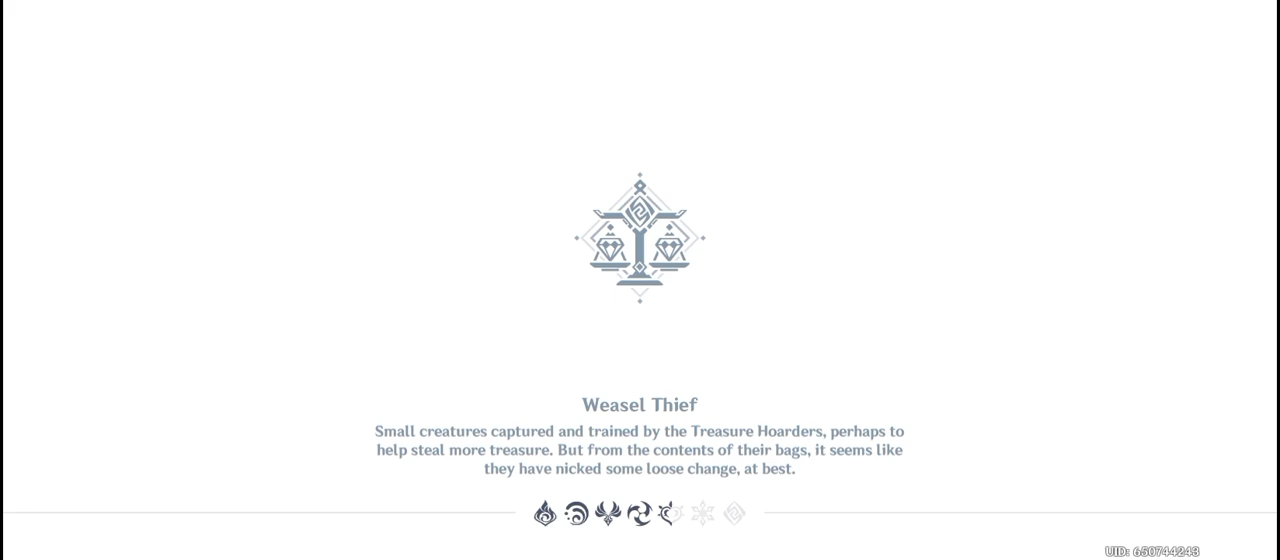 Weasel Thief
Small creatures captured and trained by the Treasure Hoarders, perhaps to
help steal more treasure. But from the contents of their bags, it seems like
they have nicked some loose change, at best.
UID: 650744243